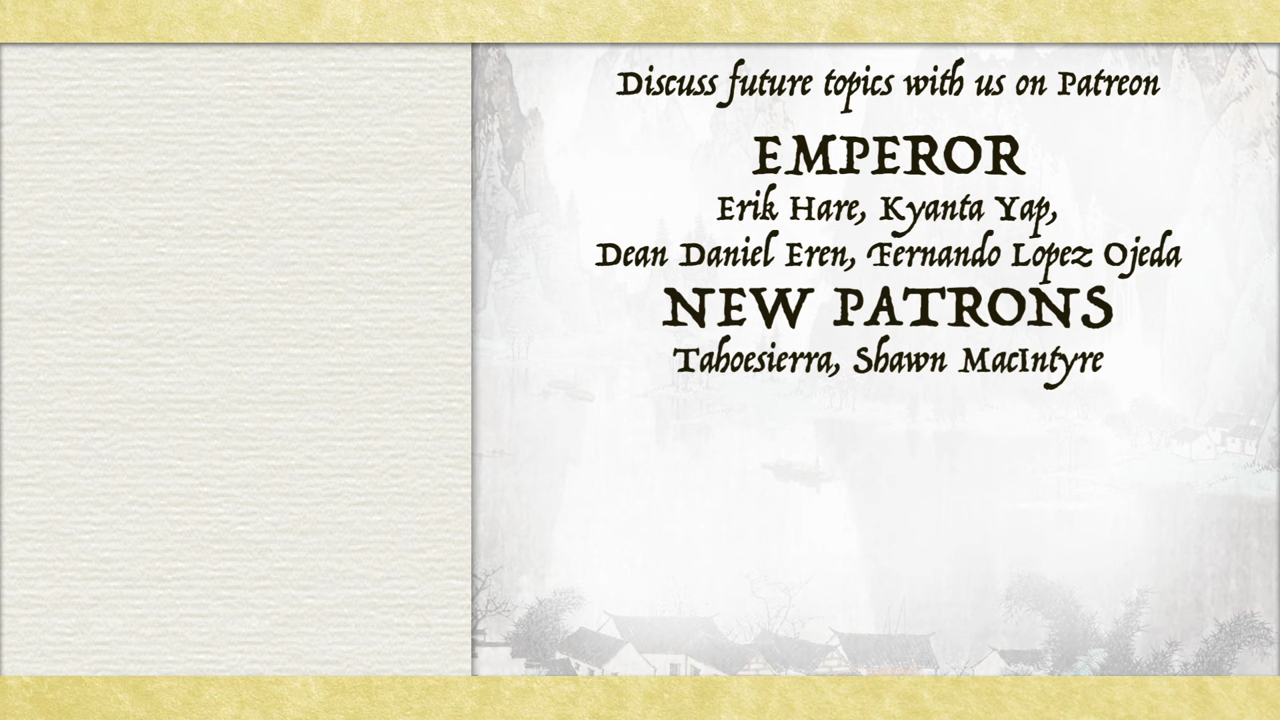 Discuss future topics with us on Patreon
EMPEROR
Erik Hare, Kyanta Yap,
Dean Daniel Eren, Fernando Lopez Ojeda
NEW PATRONS
Tahoesierra, Shawn MacIntyre